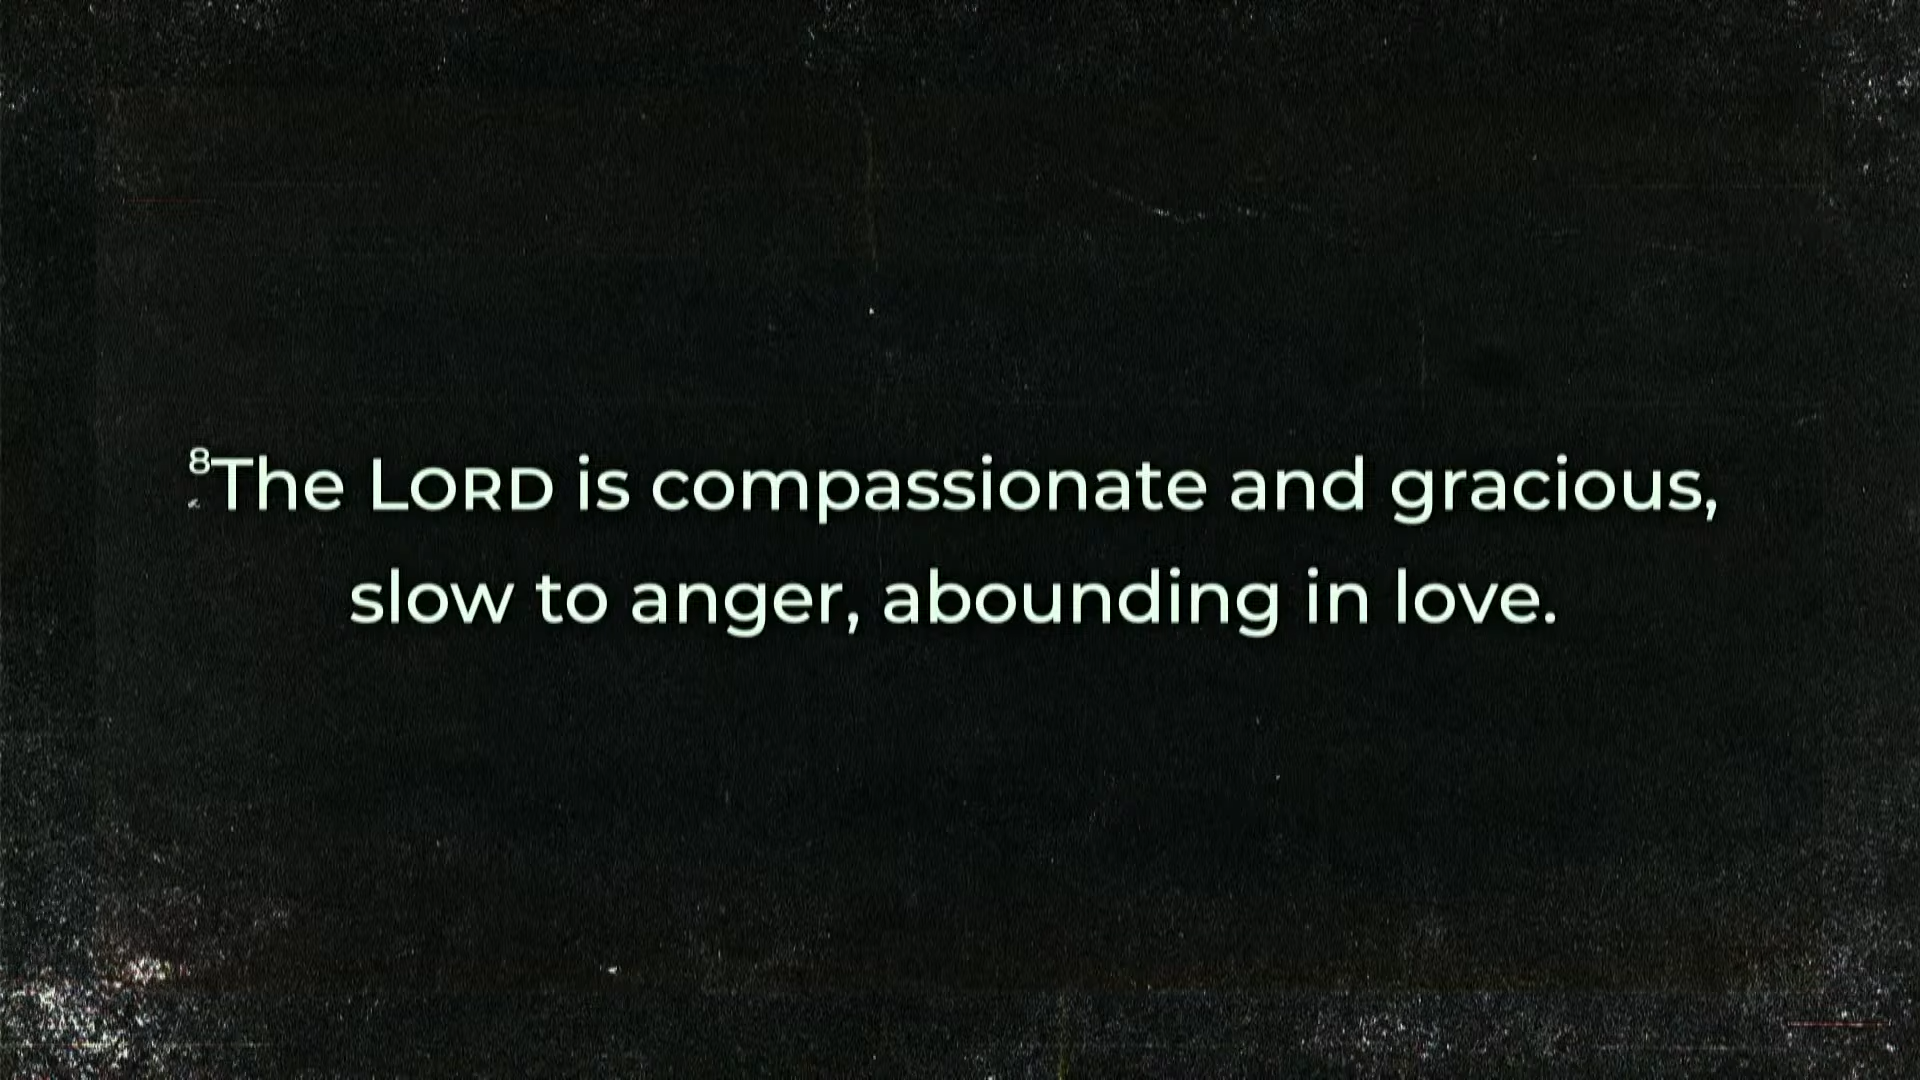 ⁸The LORD is compassionate and gracious,
slow to anger, abounding in love.